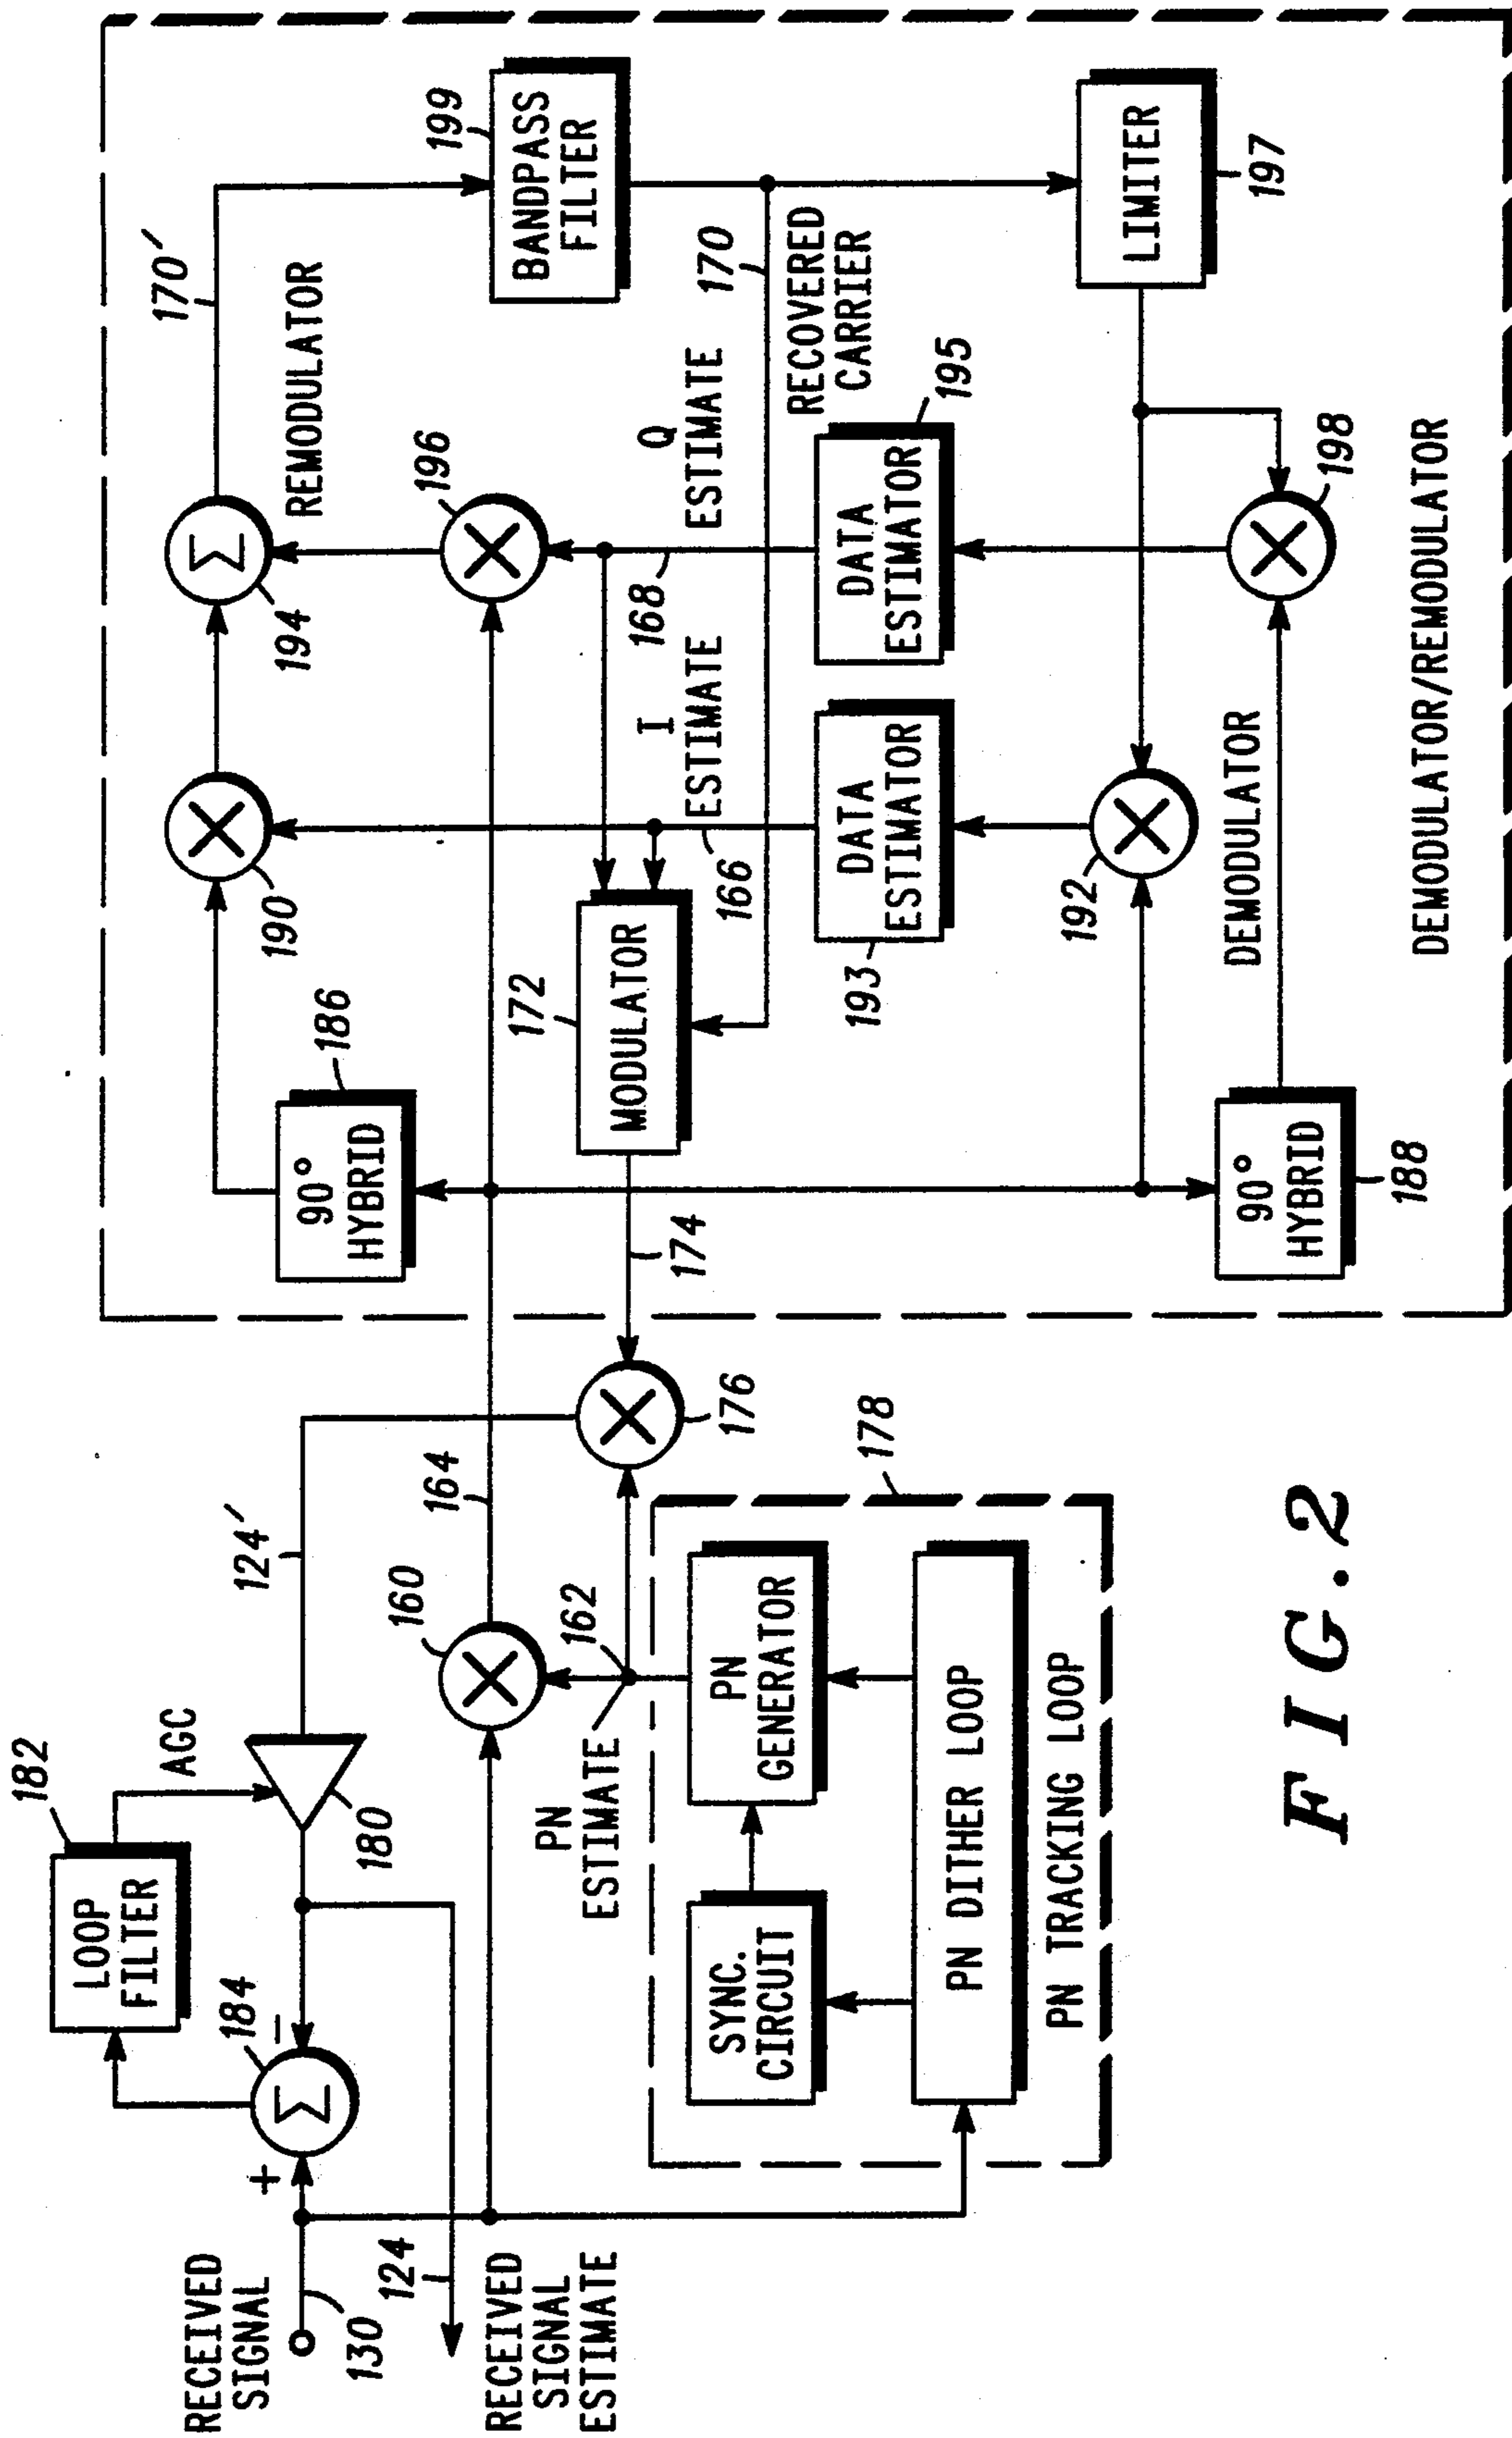 182
LOOP
FILTER
AGC
184
−
+
Σ
180
124′
RECEIVED
SIGNAL
130
124
RECEIVED
SIGNAL
ESTIMATE
160
164
PN
ESTIMATE
162
176
174
178
SYNC.
CIRCUIT
PN
GENERATOR
PN DITHER LOOP
PN TRACKING LOOP
170′
190
194
Σ
REMODULATOR
186
90°
HYBRID
196
199
BANDPASS
FILTER
172
MODULATOR
168
I
ESTIMATE
Q
ESTIMATE
166
170
RECOVERED
CARRIER
193
DATA
ESTIMATOR
DATA
ESTIMATOR
195
192
LIMITER
197
DEMODULATOR
198
90°
HYBRID
188
DEMODULATOR/REMODULATOR
FIG.2